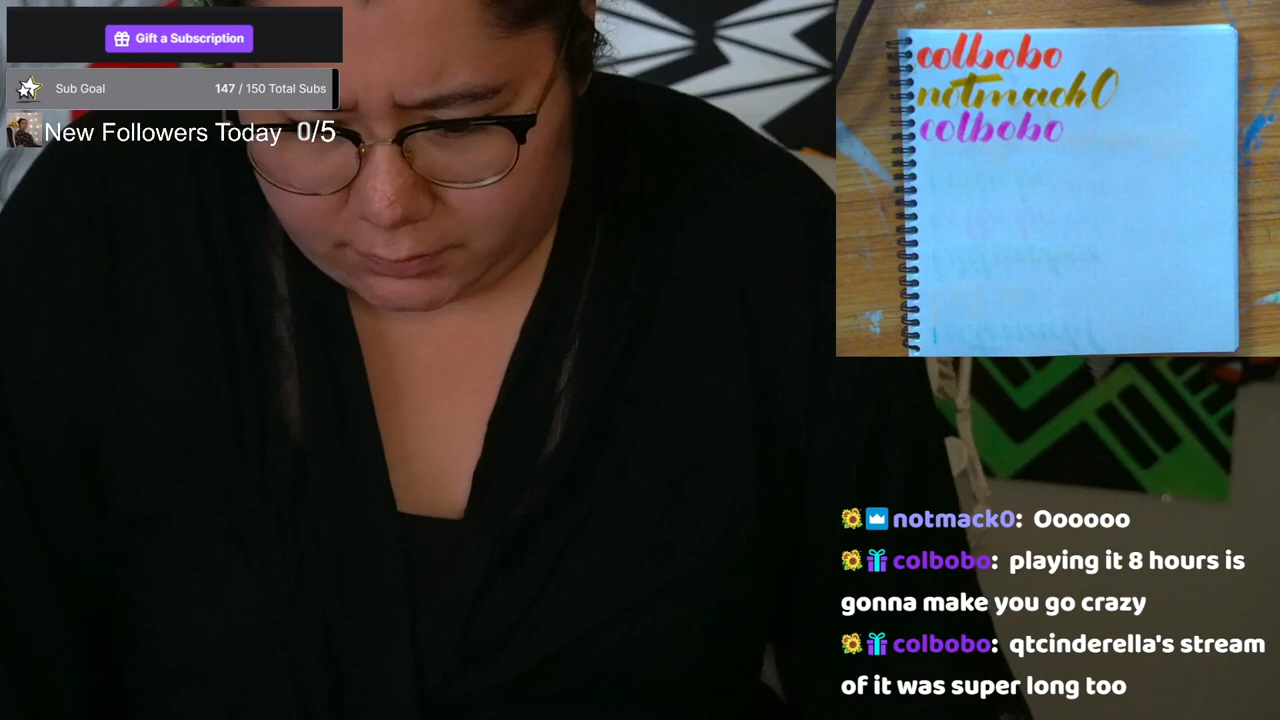 Gift a Subscription
Sub Goal 147 / 150 Total Subs
New Followers Today 0/5
colbobo
notmack0
colbobo
notmack0: Oooooo
colbobo: playing it 8 hours is
gonna make you go crazy
colbobo: qtcinderella's stream
of it was super long too